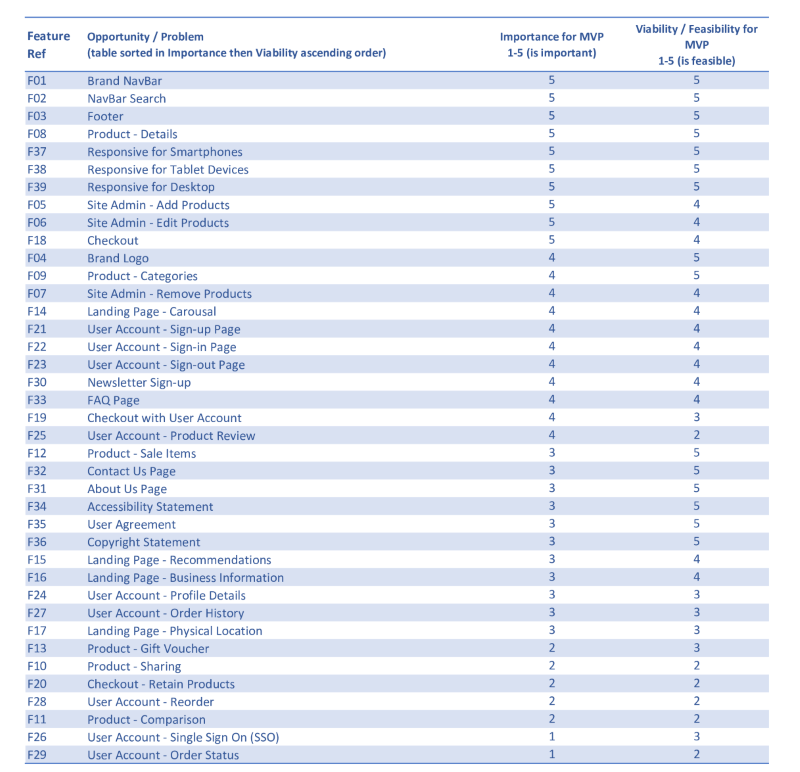 Feature Ref Opportunity / Problem (table sorted in Importance then Viability ascending order) Importance for MVP 1-5 (is important) Viability / Feasibility for MVP 1-5 (is feasible)
F01 Brand NavBar 5 5
F02 NavBar Search 5 5
F03 Footer 5 5
F08 Product - Details 5 5
F37 Responsive for Smartphones 5 5
F38 Responsive for Tablet Devices 5 5
F39 Responsive for Desktop 5 5
F05 Site Admin - Add Products 5 4
F06 Site Admin - Edit Products 5 4
F18 Checkout 5 4
F04 Brand Logo 4 5
F09 Product - Categories 4 5
F07 Site Admin - Remove Products 4 4
F14 Landing Page - Carousal 4 4
F21 User Account - Sign-up Page 4 4
F22 User Account - Sign-in Page 4 4
F23 User Account - Sign-out Page 4 4
F30 Newsletter Sign-up 4 4
F33 FAQ Page 4 4
F19 Checkout with User Account 4 3
F25 User Account - Product Review 4 2
F12 Product - Sale Items 3 5
F32 Contact Us Page 3 5
F31 About Us Page 3 5
F34 Accessibility Statement 3 5
F35 User Agreement 3 5
F36 Copyright Statement 3 5
F15 Landing Page - Recommendations 3 4
F16 Landing Page - Business Information 3 4
F24 User Account - Profile Details 3 3
F27 User Account - Order History 3 3
F17 Landing Page - Physical Location 3 3
F13 Product - Gift Voucher 2 3
F10 Product - Sharing 2 2
F20 Checkout - Retain Products 2 2
F28 User Account - Reorder 2 2
F11 Product - Comparison 2 2
F26 User Account - Single Sign On (SSO) 1 3
F29 User Account - Order Status 1 2